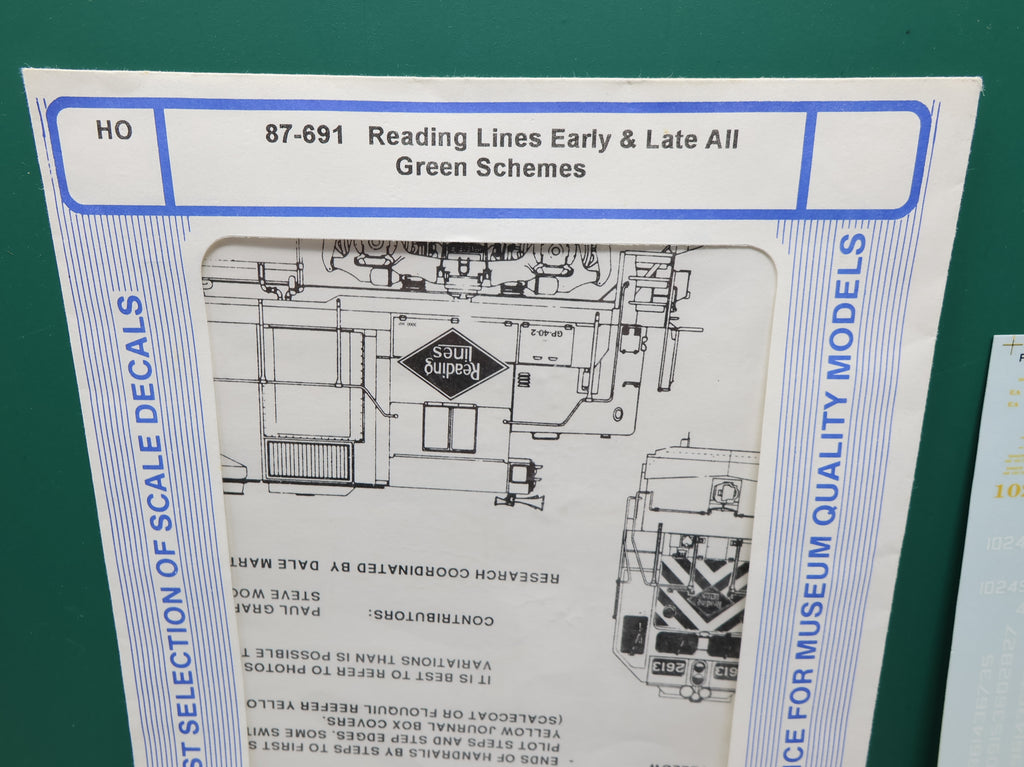 HO
87-691 Reading Lines Early & Late All
Green Schemes
ST SELECTION OF SCALE DECALS
ICE FOR MUSEUM QUALITY MODELS
GP-40-2
Reading
lines
RESEARCH COORDINATED BY DALE MART
CONTRIBUTORS: PAUL GRAF
STEVE WOO
IT IS BEST TO REFER TO PHOTOS
VARIATIONS THAN IS POSSIBLE T
- ENDS OF HANDRAILS BY STEPS TO FIRST S
PILOT STEPS AND STEP EDGES. SOME SWIT
YELLOW JOURNAL BOX COVERS.
(SCALECOAT OR FLOQUIL REEFER YELLO
2613
2613
102
1024
10249